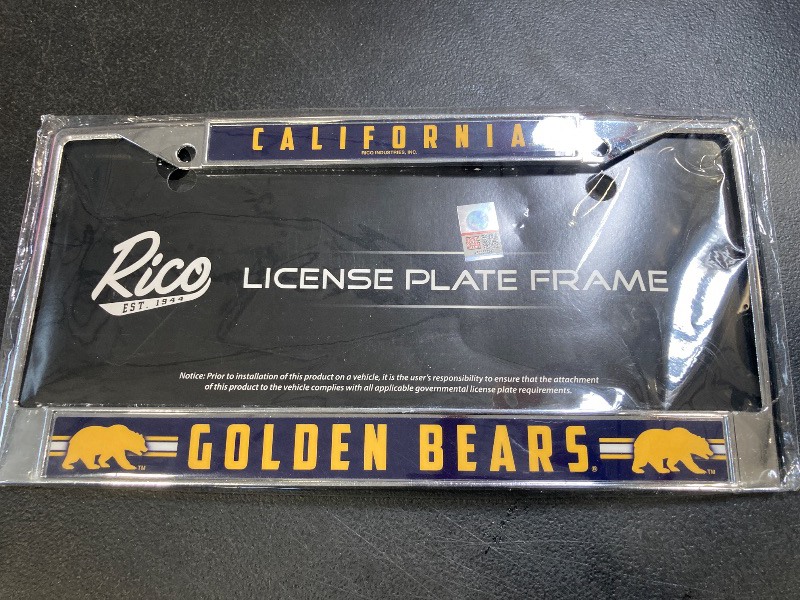 CALIFORNIA
RICO INDUSTRIES, INC.
Rico
EST. 1944
LICENSE PLATE FRAME
Notice: Prior to installation of this product on a vehicle, it is the user's responsibility to ensure that the attachment
of this product to the vehicle complies with all applicable governmental license plate requirements.
TM GOLDEN BEARS® TM